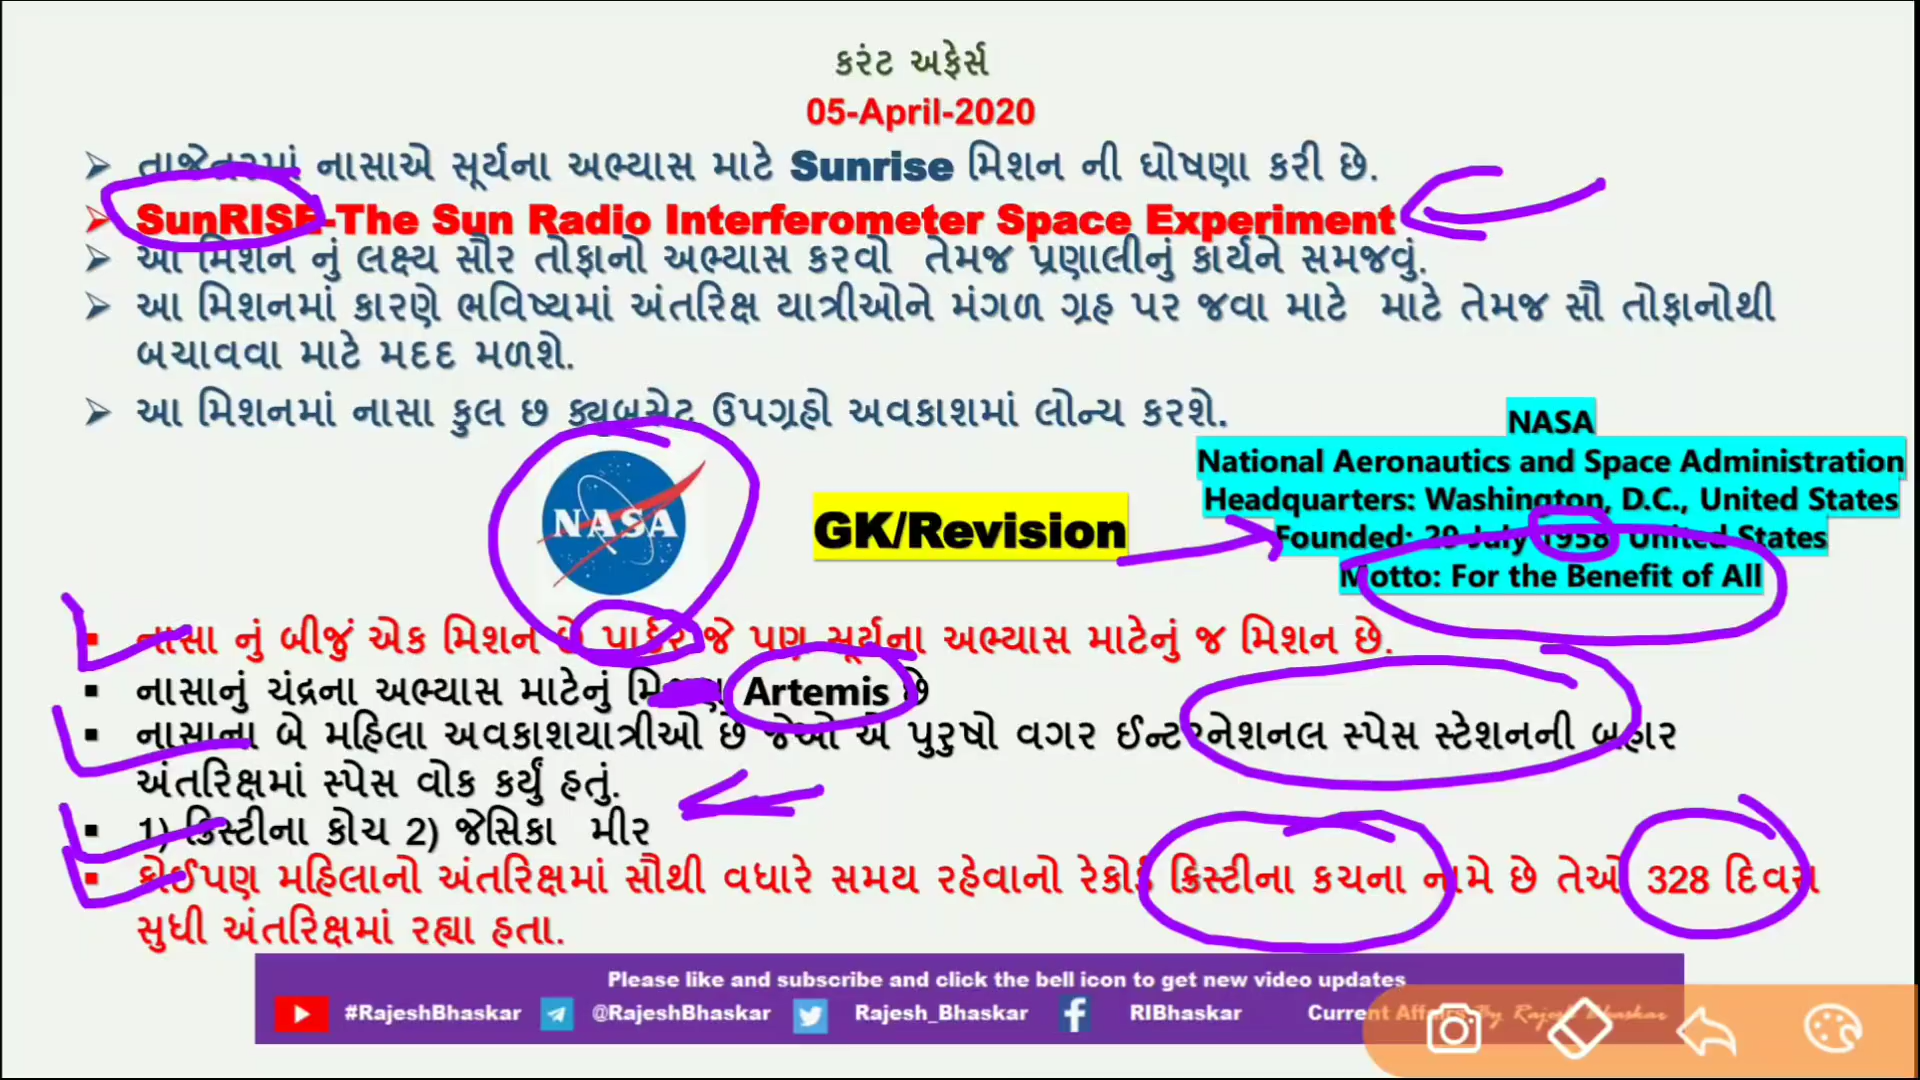 કરંટ અફેર્સ
05-April-2020
તાજેતરમાં નાસાએ સૂર્યના અભ્યાસ માટે Sunrise મિશન ની ઘોષણા કરી છે.
SunRISE-The Sun Radio Interferometer Space Experiment
આ મિશન નું લક્ષ્ય સૌર તોફાનો અભ્યાસ કરવો તેમજ પ્રણાલીનું કાર્યને સમજવું.
આ મિશનમાં કારણે ભવિષ્યમાં અંતરિક્ષ યાત્રીઓને મંગળ ગ્રહ પર જવા માટે માટે તેમજ સૌ તોફાનોથી
બચાવવા માટે મદદ મળશે.
આ મિશનમાં નાસા કુલ છ ક્યુબસેટ ઉપગ્રહો અવકાશમાં લોન્ચ કરશે.
NASA
National Aeronautics and Space Administration
Headquarters: Washington, D.C., United States
Founded: 29 July 1958, United States
Motto: For the Benefit of All
NASA
GK/Revision
નાસા નું બીજું એક મિશન છે પાર્કર જે પણ સૂર્યના અભ્યાસ માટેનું જ મિશન છે.
નાસાનું ચંદ્રના અભ્યાસ માટેનું Artemis છે
નાસાના બે મહિલા અવકાશયાત્રીઓ છે જેઓ એ પુરુષો વગર ઈન્ટરનેશનલ સ્પેસ સ્ટેશનની બહાર
અંતરિક્ષમાં સ્પેસ વોક કર્યું હતું.
1) ક્રિસ્ટીના કોચ 2) જેસિકા મીર
કોઈપણ મહિલાનો અંતરિક્ષમાં સૌથી વધારે સમય રહેવાનો રેકોર્ડ ક્રિસ્ટીના કચના નામે છે તેઓ 328 દિવસ
સુધી અંતરિક્ષમાં રહ્યા હતા.
Please like and subscribe and click the bell icon to get new video updates
#RajeshBhaskar @RajeshBhaskar Rajesh_Bhaskar RIBhaskar Current Affairs By Rajesh Bhaskar